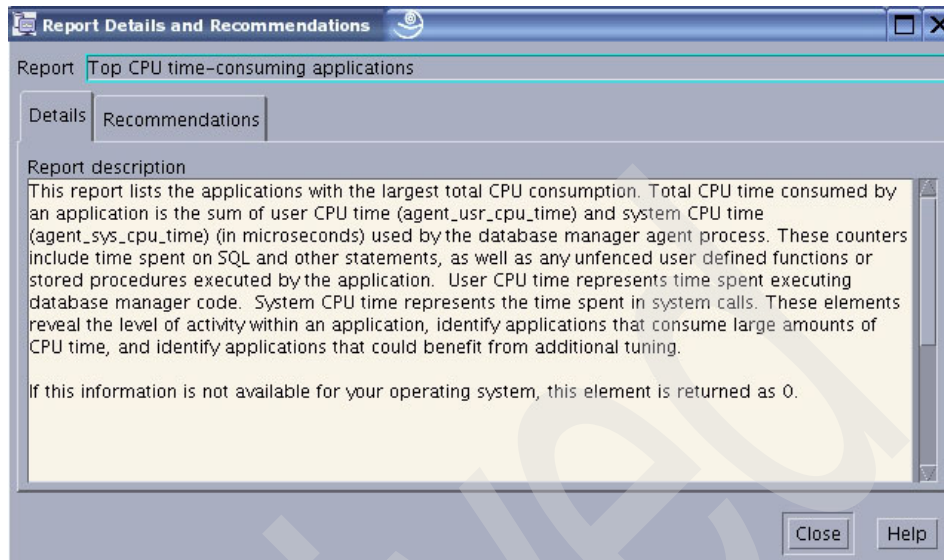 Report Details and Recommendations
Report Top CPU time-consuming applications
Details Recommendations
Report description
This report lists the applications with the largest total CPU consumption. Total CPU time consumed by
an application is the sum of user CPU time (agent_usr_cpu_time) and system CPU time
(agent_sys_cpu_time) (in microseconds) used by the database manager agent process. These counters
include time spent on SQL and other statements, as well as any unfenced user defined functions or
stored procedures executed by the application. User CPU time represents time spent executing
database manager code. System CPU time represents the time spent in system calls. These elements
reveal the level of activity within an application, identify applications that consume large amounts of
CPU time, and identify applications that could benefit from additional tuning.
If this information is not available for your operating system, this element is returned as 0.
Close Help